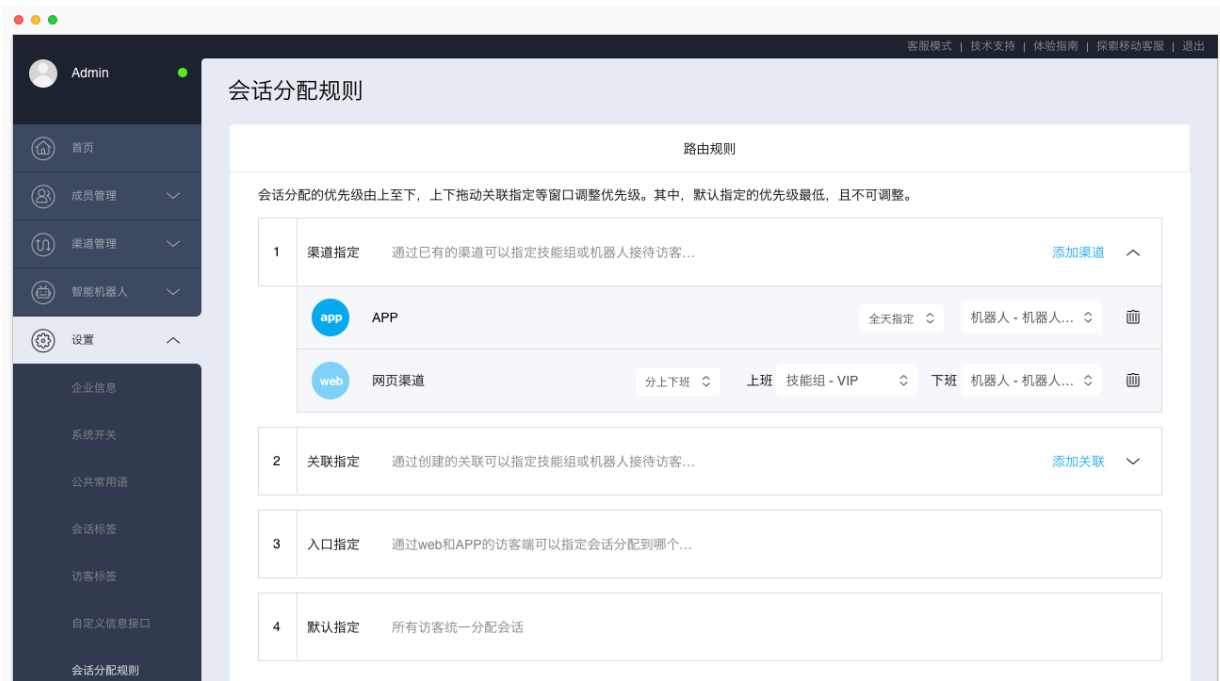 客服模式 | 技术支持 | 体验指南 | 探索移动客服 | 退出
Admin
会话分配规则
首页
成员管理
渠道管理
智能机器人
设置
企业信息
系统开关
公共常用语
会话标签
访客标签
自定义信息接口
会话分配规则
路由规则
会话分配的优先级由上至下，上下拖动关联指定等窗口调整优先级。其中，默认指定的优先级最低，且不可调整。
1 渠道指定 通过已有的渠道可以指定技能组或机器人接待访客... 添加渠道
app APP 全天指定 机器人 - 机器人...
web 网页渠道 分上下班 上班 技能组 - VIP 下班 机器人 - 机器人...
2 关联指定 通过创建的关联可以指定技能组或机器人接待访客... 添加关联
3 入口指定 通过web和APP的访客端可以指定会话分配到哪个...
4 默认指定 所有访客统一分配会话